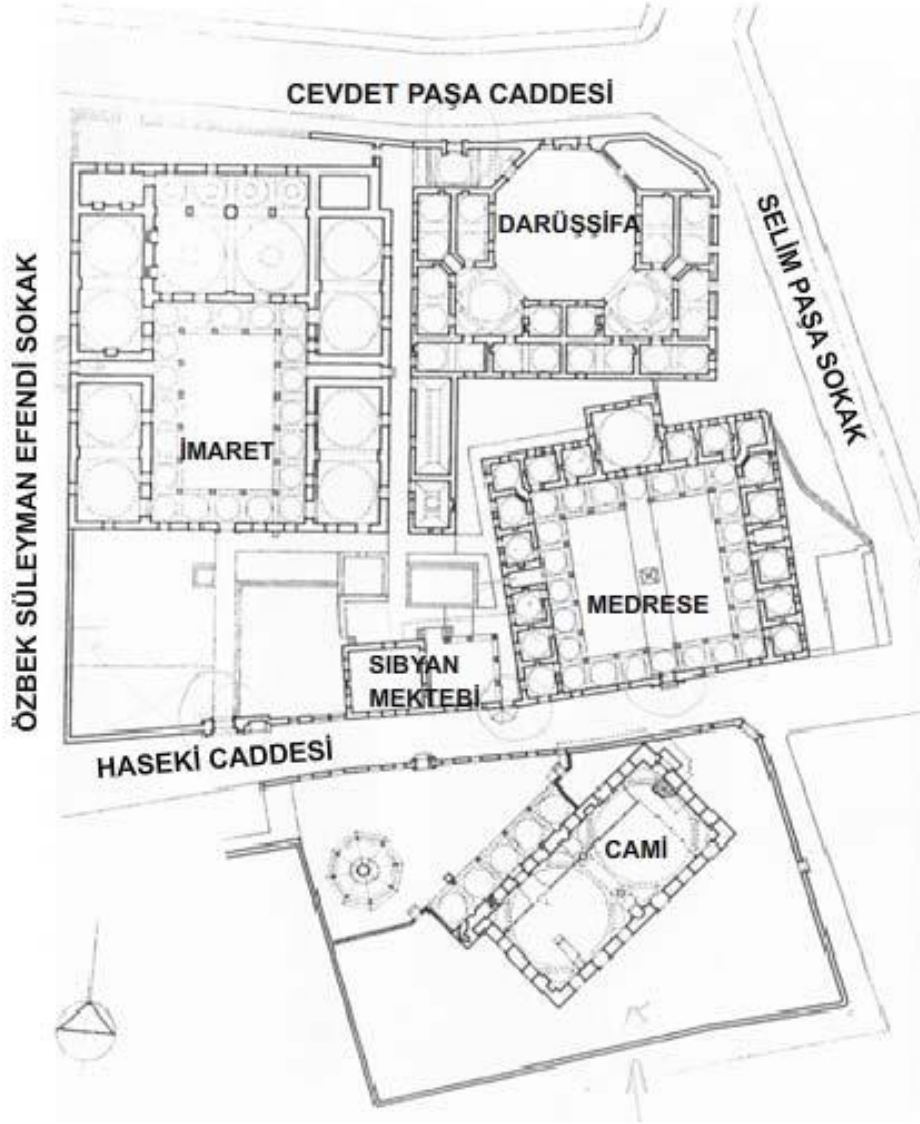 CEVDET PAŞA CADDESİ
DARÜŞŞİFA
SELİM PAŞA SOKAK
ÖZBEK SÜLEYMAN EFENDİ SOKAK
İMARET
MEDRESE
SIBYAN
MEKTEBİ
HASEKİ CADDESİ
CAMİ